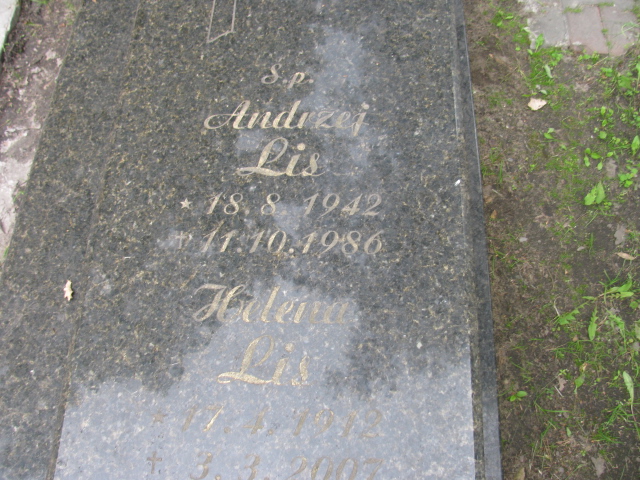 Ś.p.
Andrzej
Lis
* 18.8.1942
+ 11.10.1986
Helena
Lis